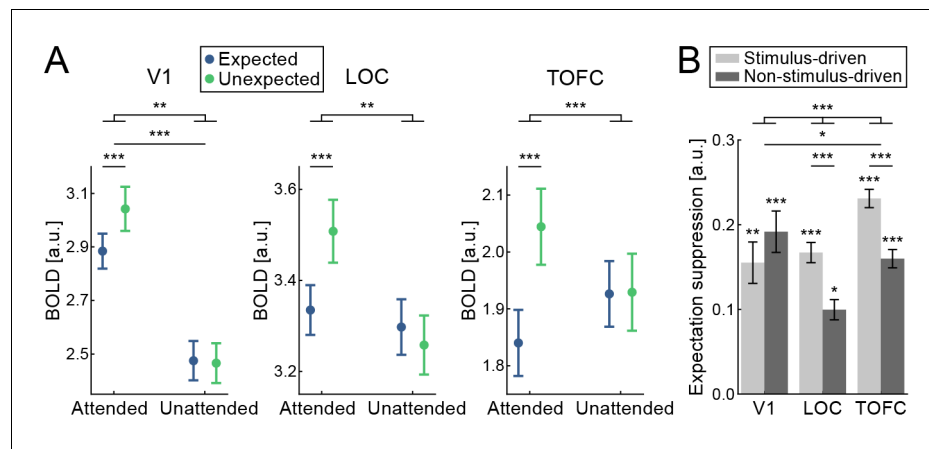 A
Expected
Unexpected
V1
LOC
TOFC
**
**
***
***
***
***
***
BOLD [a.u.]
3.1
2.9
2.7
2.5
Attended Unattended
BOLD [a.u.]
3.6
3.4
3.2
Attended Unattended
BOLD [a.u.]
2.1
2.0
1.9
1.8
Attended Unattended
B
Stimulus-driven
Non-stimulus-driven
***
*
*** ***
** *** *** * *** ***
Expectation suppression [a.u.]
0.3
0.2
0.1
0.0
V1 LOC TOFC